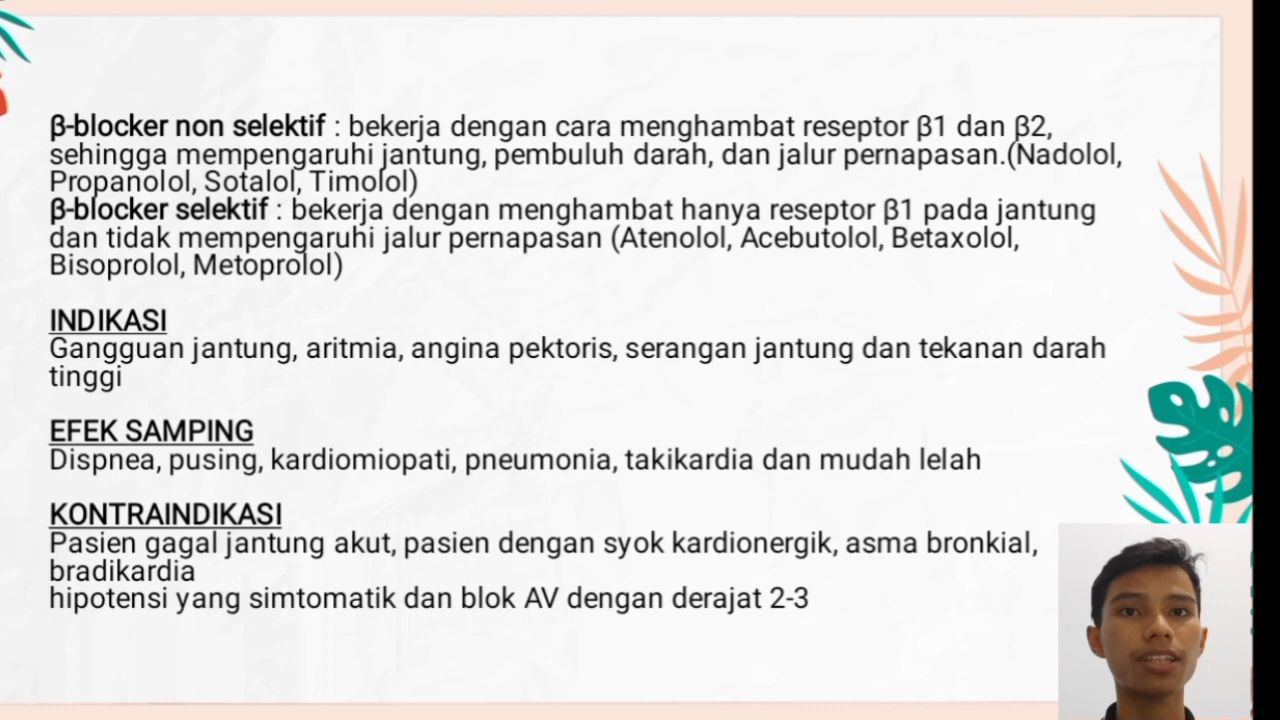 β-blocker non selektif : bekerja dengan cara menghambat reseptor β1 dan β2,
sehingga mempengaruhi jantung, pembuluh darah, dan jalur pernapasan.(Nadolol,
Propanolol, Sotalol, Timolol)
β-blocker selektif : bekerja dengan menghambat hanya reseptor β1 pada jantung
dan tidak mempengaruhi jalur pernapasan (Atenolol, Acebutolol, Betaxolol,
Bisoprolol, Metoprolol)
INDIKASI
Gangguan jantung, aritmia, angina pektoris, serangan jantung dan tekanan darah
tinggi
EFEK SAMPING
Dispnea, pusing, kardiomiopati, pneumonia, takikardia dan mudah lelah
KONTRAINDIKASI
Pasien gagal jantung akut, pasien dengan syok kardionergik, asma bronkial,
bradikardia
hipotensi yang simtomatik dan blok AV dengan derajat 2-3